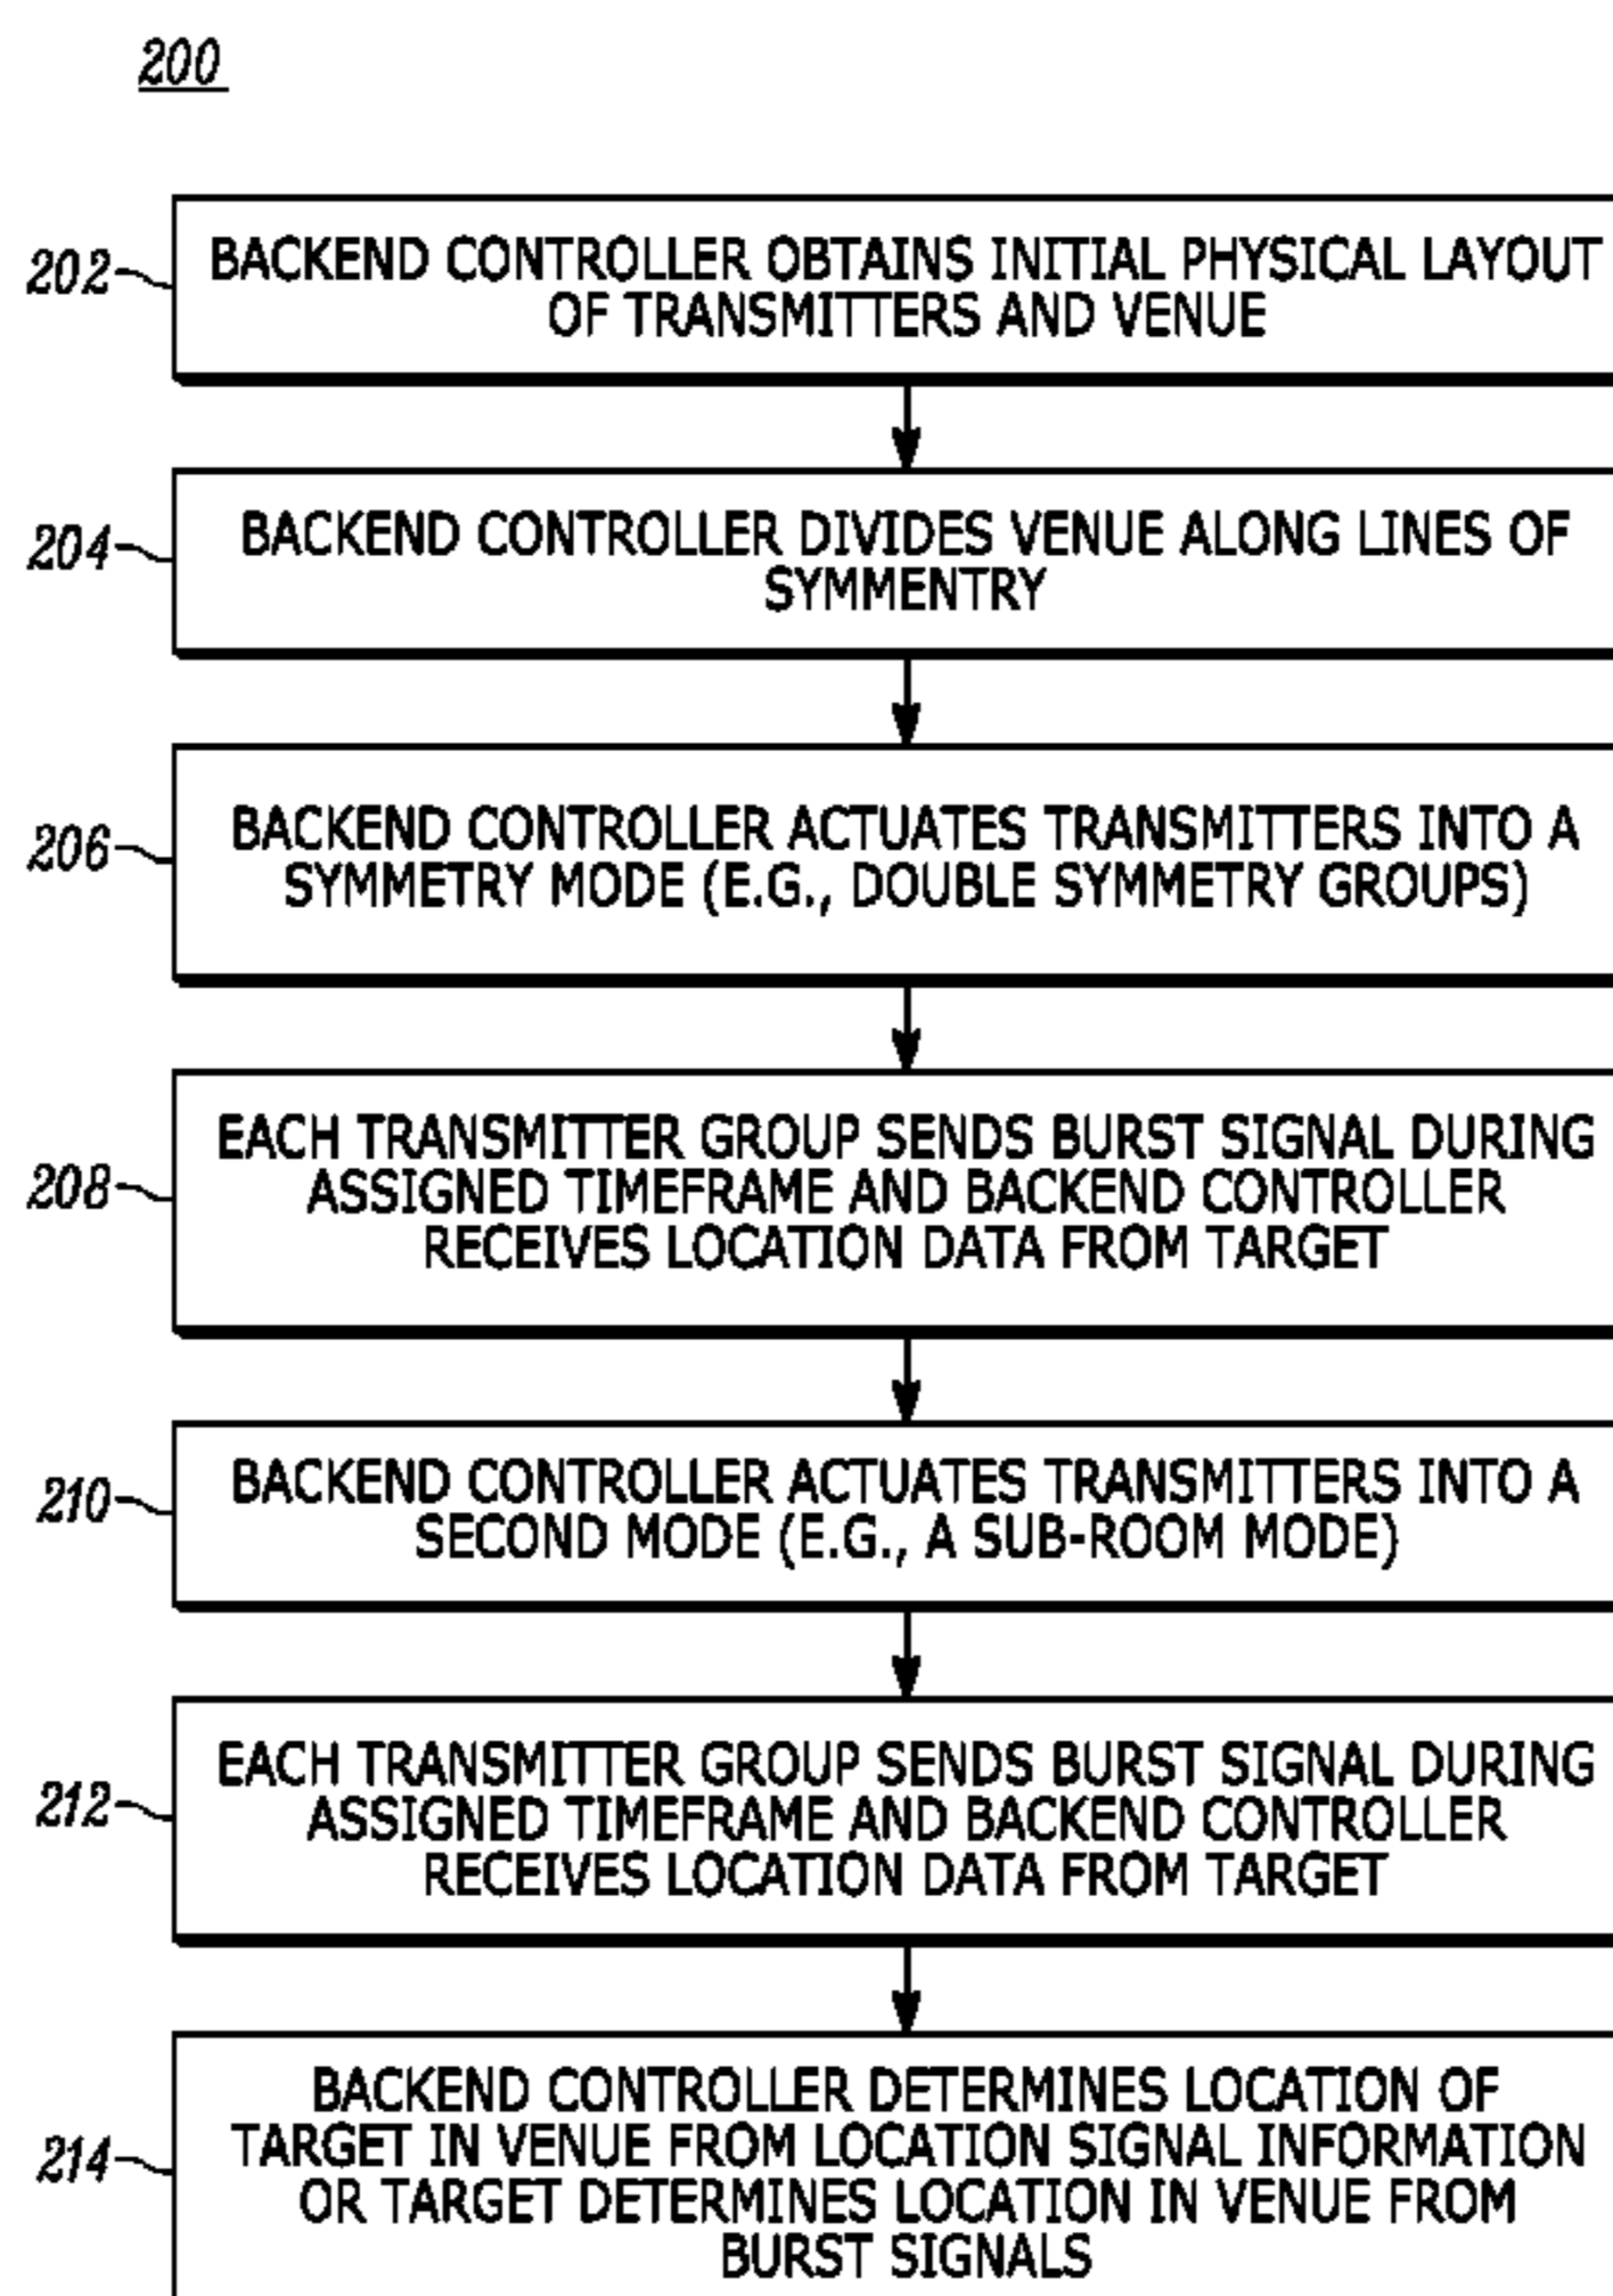 200
202
BACKEND CONTROLLER OBTAINS INITIAL PHYSICAL LAYOUT
OF TRANSMITTERS AND VENUE
204
BACKEND CONTROLLER DIVIDES VENUE ALONG LINES OF
SYMMENTRY
206
BACKEND CONTROLLER ACTUATES TRANSMITTERS INTO A
SYMMETRY MODE (E.G., DOUBLE SYMMETRY GROUPS)
208
EACH TRANSMITTER GROUP SENDS BURST SIGNAL DURING
ASSIGNED TIMEFRAME AND BACKEND CONTROLLER
RECEIVES LOCATION DATA FROM TARGET
210
BACKEND CONTROLLER ACTUATES TRANSMITTERS INTO A
SECOND MODE (E.G., A SUB-ROOM MODE)
212
EACH TRANSMITTER GROUP SENDS BURST SIGNAL DURING
ASSIGNED TIMEFRAME AND BACKEND CONTROLLER
RECEIVES LOCATION DATA FROM TARGET
214
BACKEND CONTROLLER DETERMINES LOCATION OF
TARGET IN VENUE FROM LOCATION SIGNAL INFORMATION
OR TARGET DETERMINES LOCATION IN VENUE FROM
BURST SIGNALS